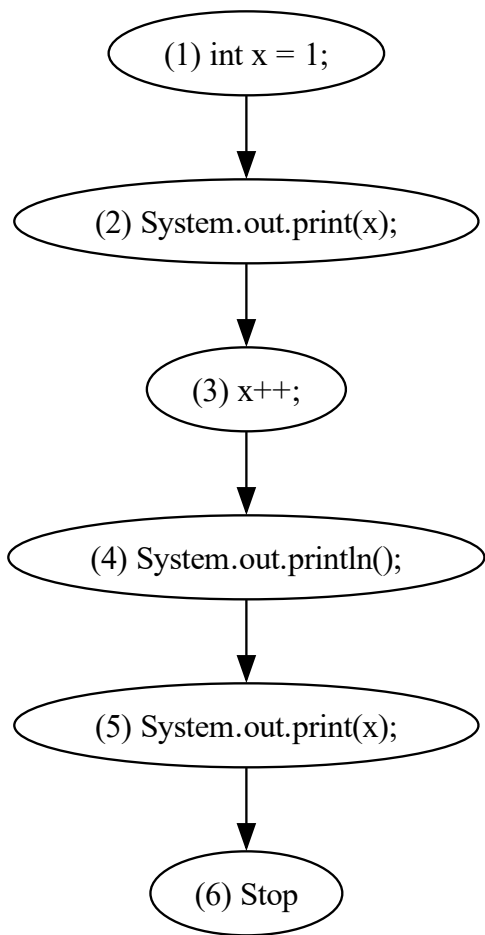 (1) int x = 1;
(2) System.out.print(x);
(3) x++;
(4) System.out.println();
(5) System.out.print(x);
(6) Stop